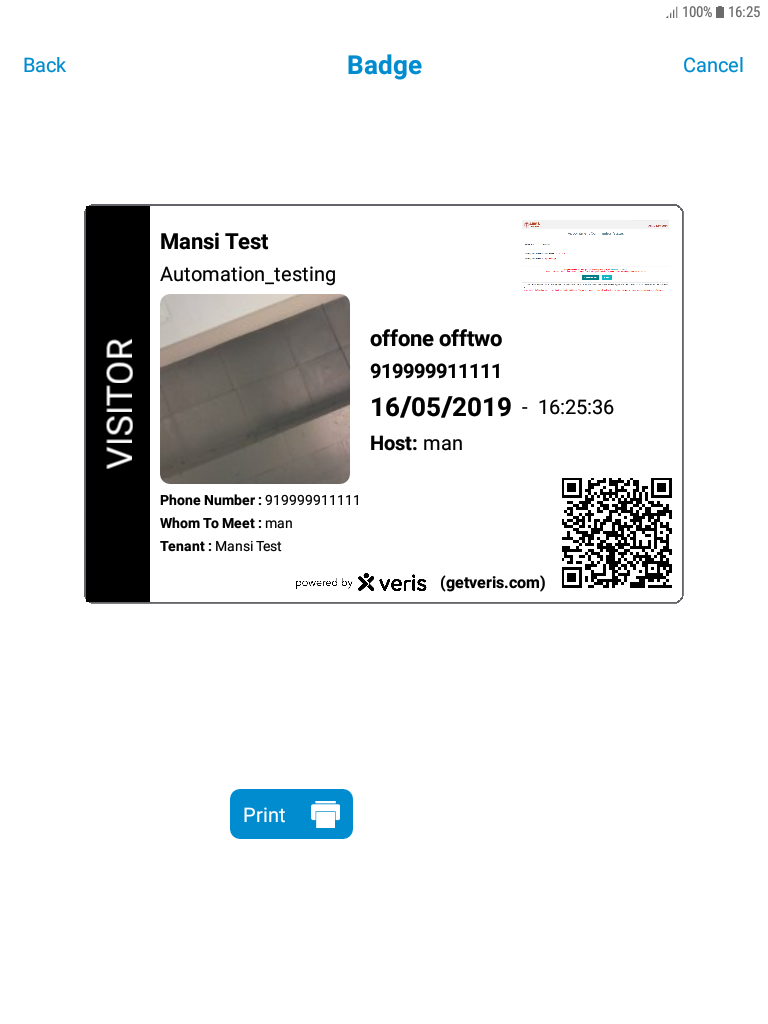 100% 16:25
Back Badge Cancel
VISITOR
Mansi Test
Automation_testing
offone offtwo
919999911111
16/05/2019 - 16:25:36
Host: man
Phone Number : 919999911111
Whom To Meet : man
Tenant : Mansi Test
powered by veris (getveris.com)
Print